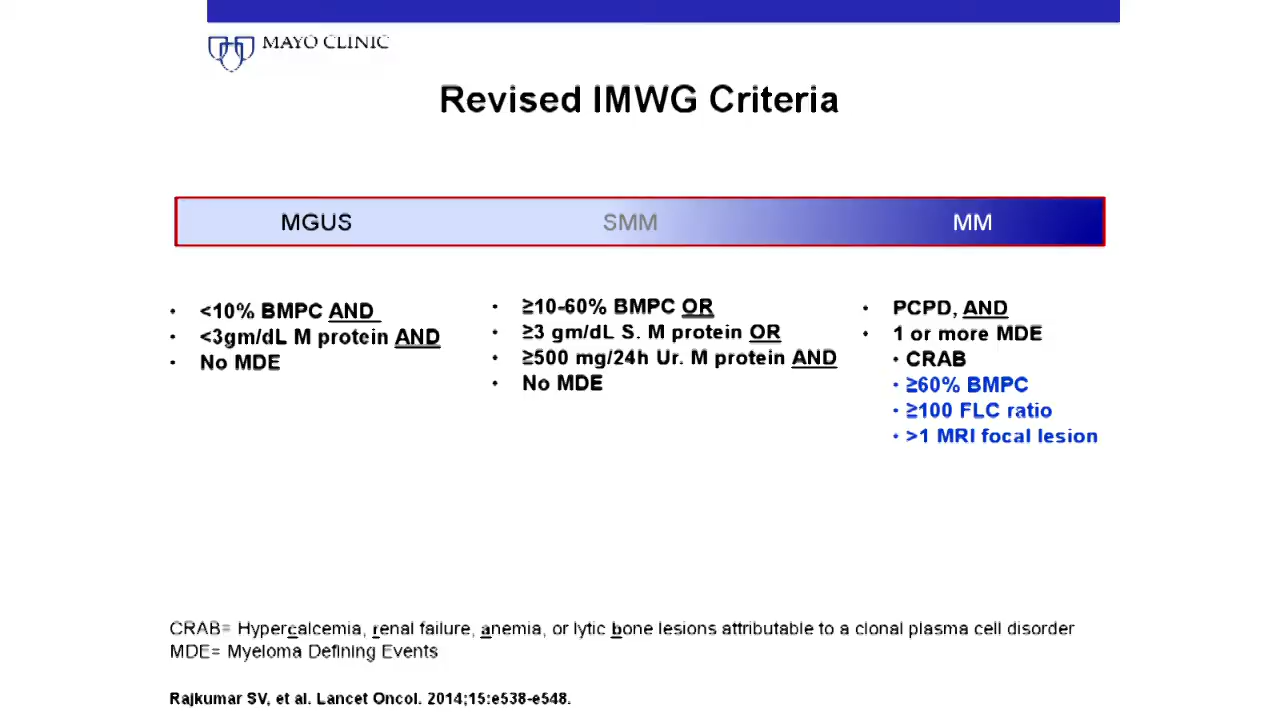 MAYO CLINIC
Revised IMWG Criteria
MGUS
SMM
MM
• <10% BMPC AND
• <3gm/dL M protein AND
• No MDE
• ≥10-60% BMPC OR
• ≥3 gm/dL S. M protein OR
• ≥500 mg/24h Ur. M protein AND
• No MDE
• PCPD, AND
• 1 or more MDE
• CRAB
• ≥60% BMPC
• ≥100 FLC ratio
• >1 MRI focal lesion
CRAB= Hypercalcemia, renal failure, anemia, or lytic bone lesions attributable to a clonal plasma cell disorder
MDE= Myeloma Defining Events
Rajkumar SV, et al. Lancet Oncol. 2014;15:e538-e548.